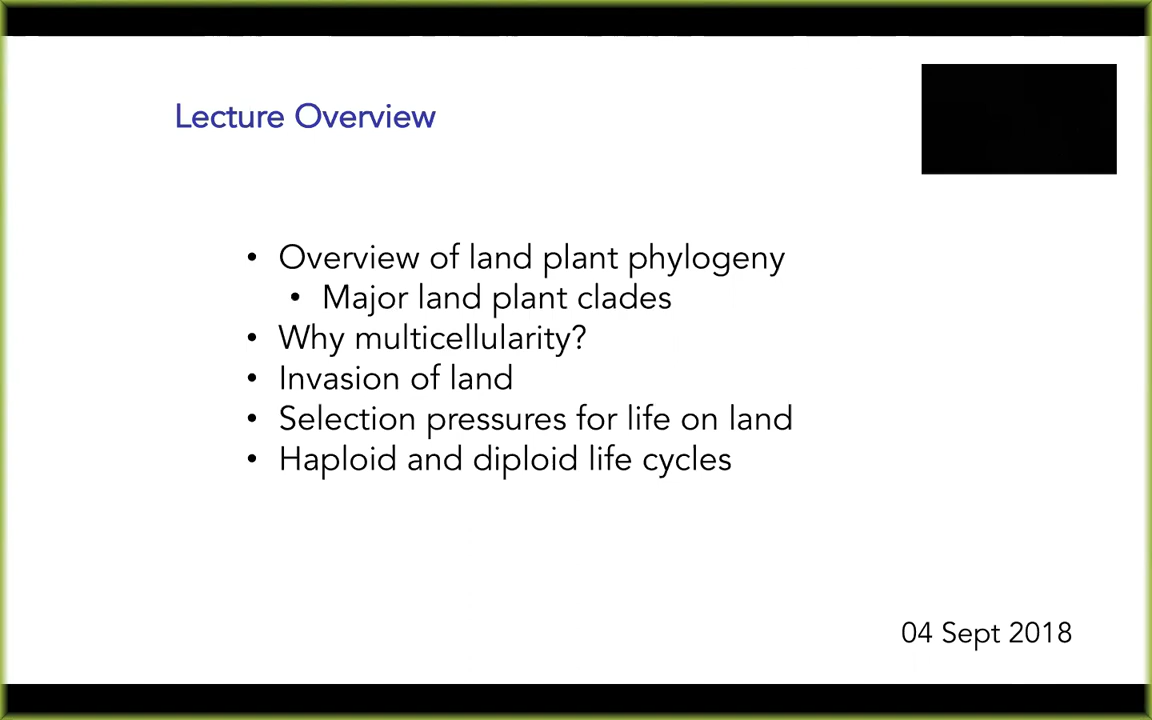 Lecture Overview
• Overview of land plant phylogeny
• Major land plant clades
• Why multicellularity?
• Invasion of land
• Selection pressures for life on land
• Haploid and diploid life cycles
04 Sept 2018